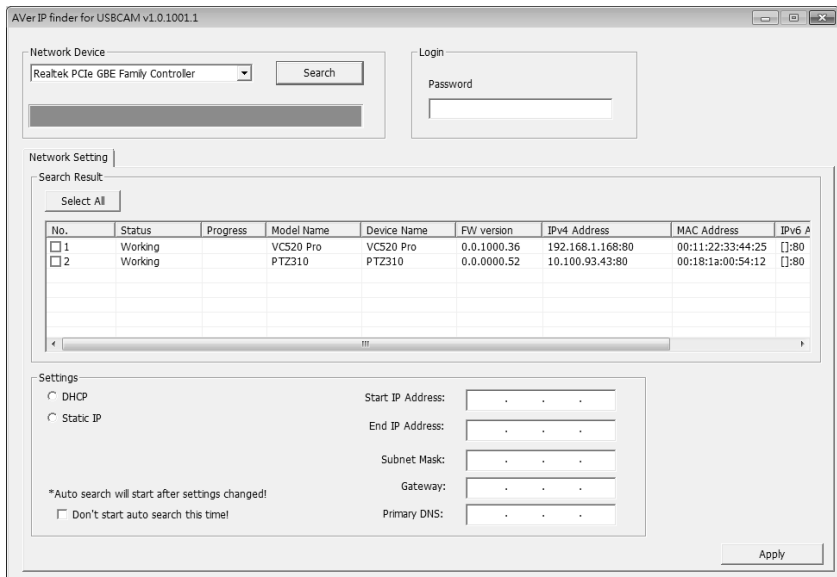 AVer IP finder for USBCAM v1.0.1001.1
Network Device
Realtek PCIe GBE Family Controller
Search
Login
Password
Network Setting
Search Result
Select All
No. Status Progress Model Name Device Name FW version IPv4 Address MAC Address IPv6 A
1 Working VC520 Pro VC520 Pro 0.0.1000.36 192.168.1.168:80 00:11:22:33:44:25 []:80
2 Working PTZ310 PTZ310 0.0.0000.52 10.100.93.43:80 00:18:1a:00:54:12 []:80
Settings
DHCP
Static IP
*Auto search will start after settings changed!
Don't start auto search this time!
Start IP Address: . . .
End IP Address: . . .
Subnet Mask: . . .
Gateway: . . .
Primary DNS: . . .
Apply